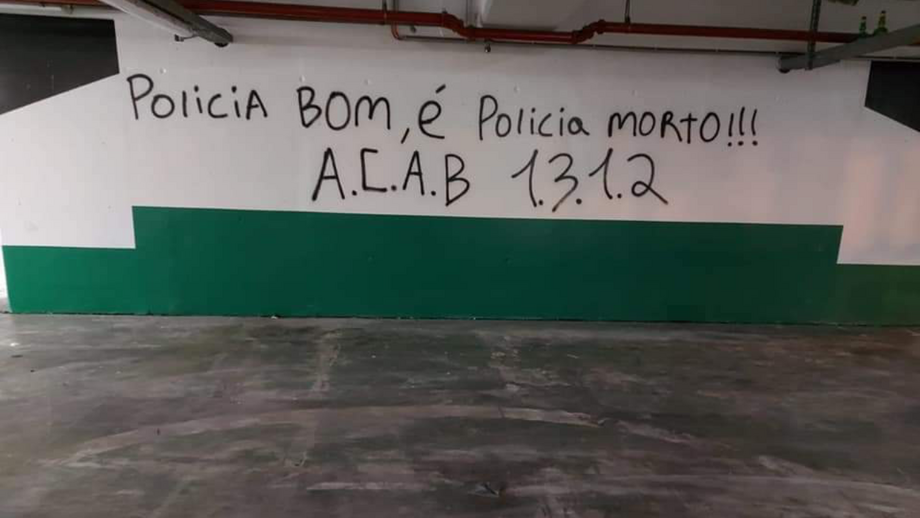 PoliciA BOM, é Policia MORTO!!!
A.C.A.B 1.3.1.2